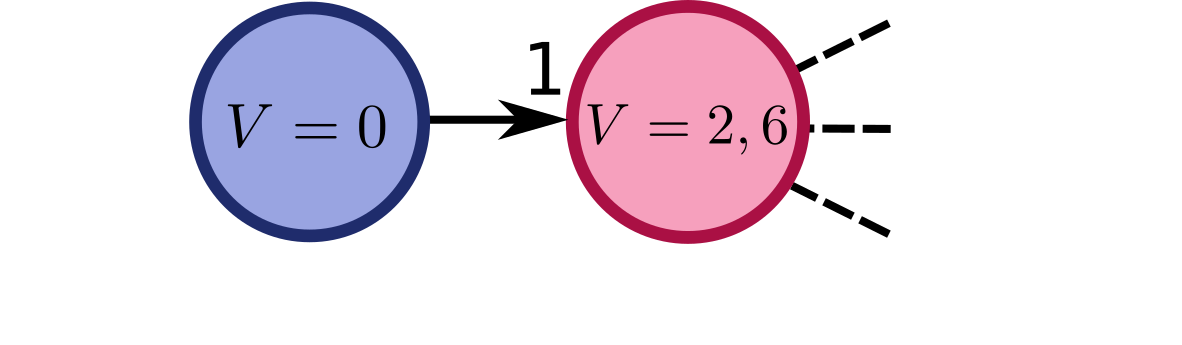 V = 0
1
V = 2, 6